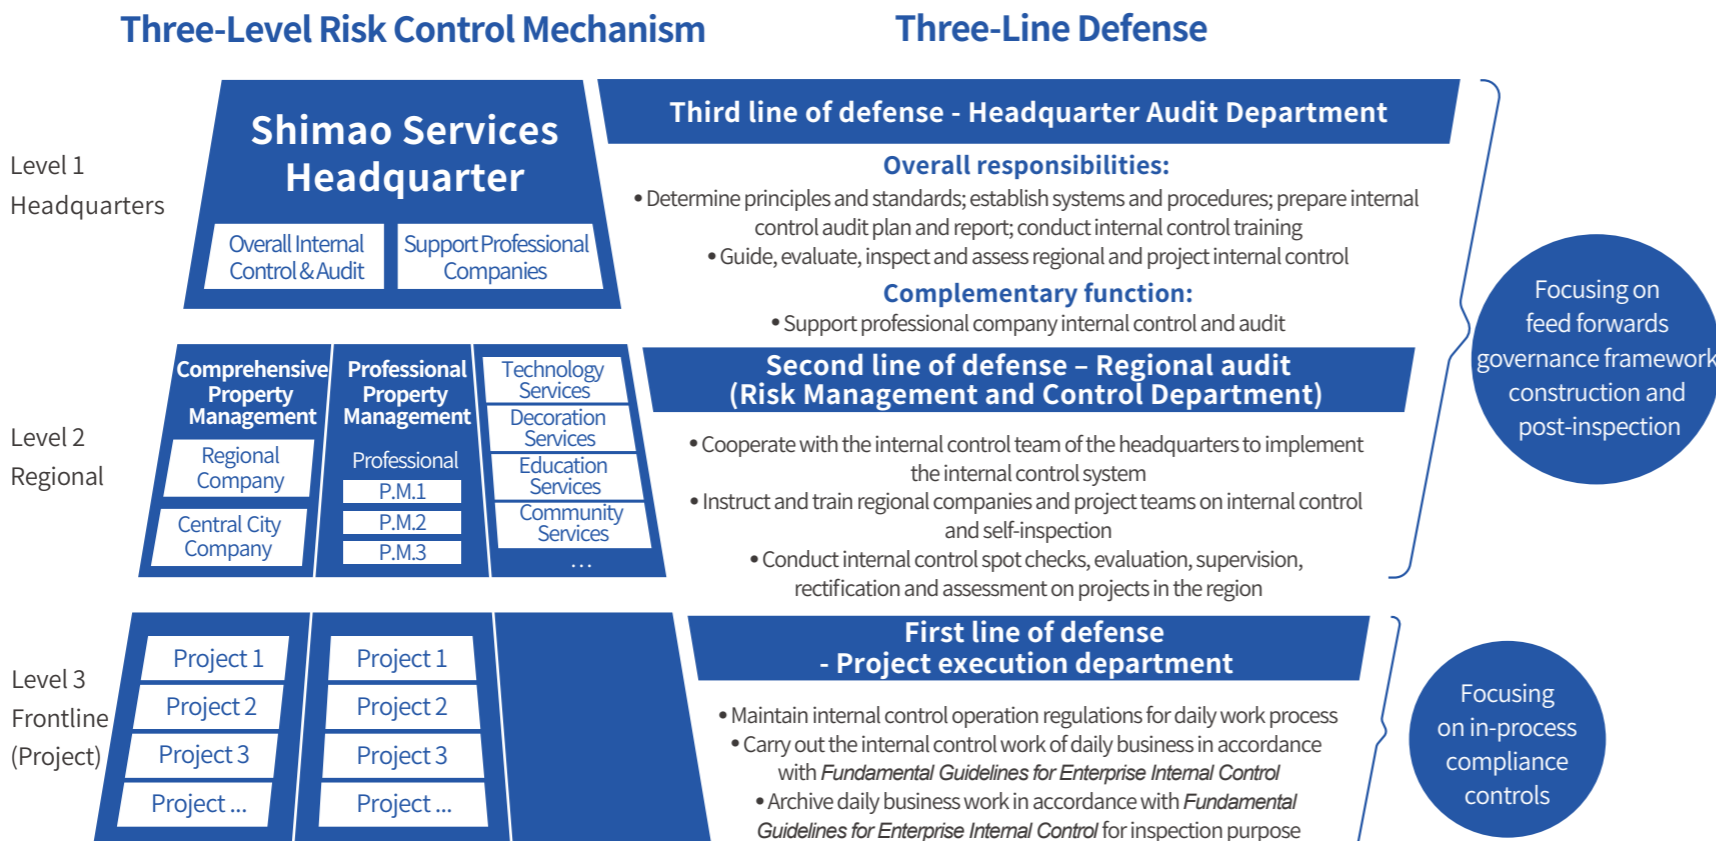 Three-Level Risk Control Mechanism
Three-Line Defense
Level 1
Headquarters
Shimao Services
Headquarter
Overall Internal
Control & Audit
Support Professional
Companies
Third line of defense - Headquarter Audit Department
Overall responsibilities:
• Determine principles and standards; establish systems and procedures; prepare internal
control audit plan and report; conduct internal control training
• Guide, evaluate, inspect and assess regional and project internal control
Complementary function:
• Support professional company internal control and audit
Level 2
Regional
Comprehensive
Property
Management
Regional
Company
Central City
Company
Professional
Property
Management
Professional
P.M.1
P.M.2
P.M.3
Technology
Services
Decoration
Services
Education
Services
Community
Services
...
Second line of defense – Regional audit
(Risk Management and Control Department)
• Cooperate with the internal control team of the headquarters to implement
the internal control system
• Instruct and train regional companies and project teams on internal control
and self-inspection
• Conduct internal control spot checks, evaluation, supervision,
rectification and assessment on projects in the region
Focusing on
feed forwards
governance framework
construction and
post-inspection
Level 3
Frontline
(Project)
Project 1
Project 2
Project 3
Project ...
Project 1
Project 2
Project 3
Project ...
First line of defense
- Project execution department
• Maintain internal control operation regulations for daily work process
• Carry out the internal control work of daily business in accordance
with Fundamental Guidelines for Enterprise Internal Control
• Archive daily business work in accordance with Fundamental
Guidelines for Enterprise Internal Control for inspection purpose
Focusing
on in-process
compliance
controls